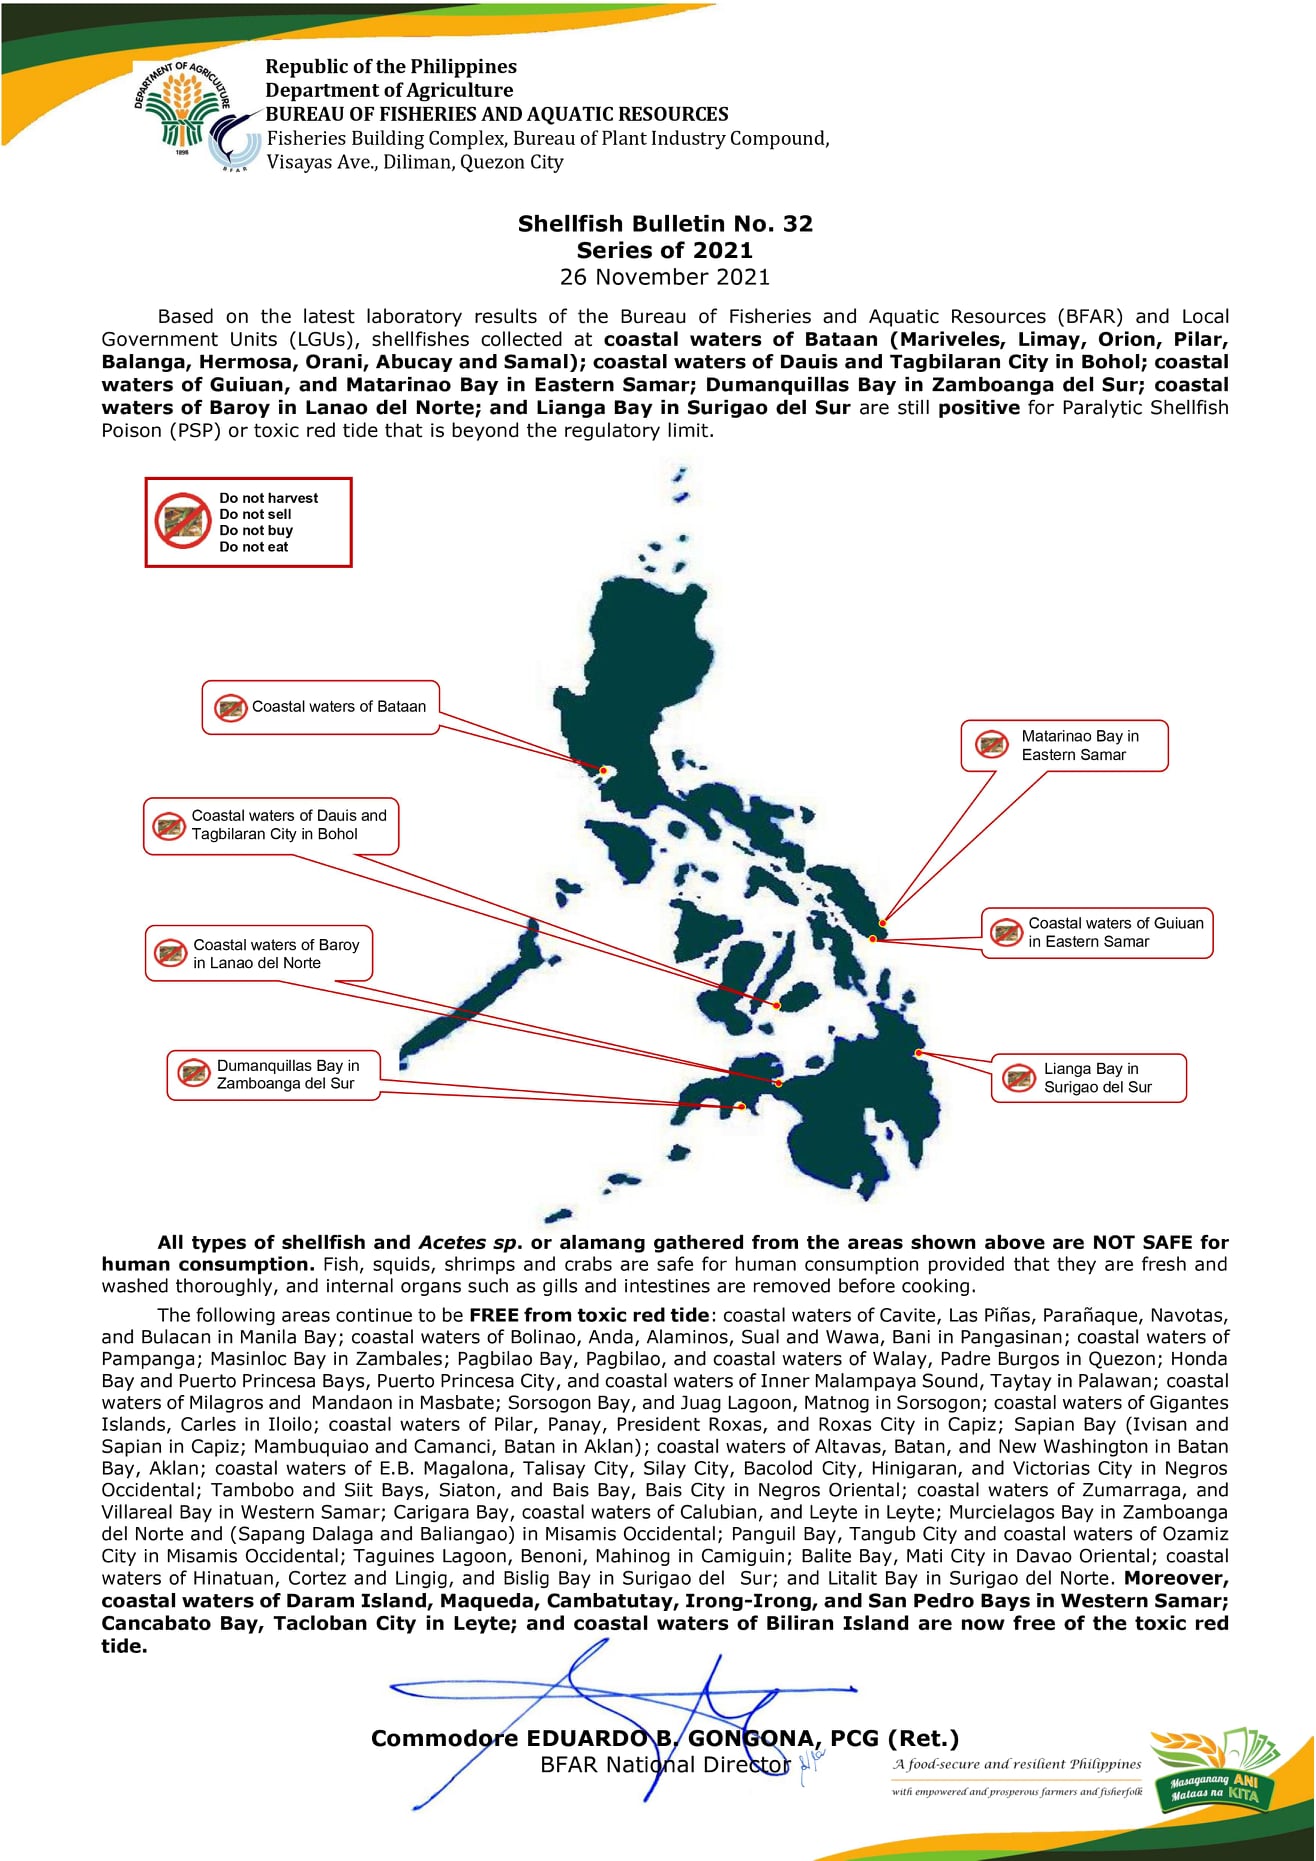 DEPARTMENT OF AGRICULTURE
1898
BFAR
Republic of the Philippines
Department of Agriculture
BUREAU OF FISHERIES AND AQUATIC RESOURCES
Fisheries Building Complex, Bureau of Plant Industry Compound,
Visayas Ave., Diliman, Quezon City
Shellfish Bulletin No. 32
Series of 2021
26 November 2021
Based on the latest laboratory results of the Bureau of Fisheries and Aquatic Resources (BFAR) and Local
Government Units (LGUs), shellfishes collected at coastal waters of Bataan (Mariveles, Limay, Orion, Pilar,
Balanga, Hermosa, Orani, Abucay and Samal); coastal waters of Dauis and Tagbilaran City in Bohol; coastal
waters of Guiuan, and Matarinao Bay in Eastern Samar; Dumanquillas Bay in Zamboanga del Sur; coastal
waters of Baroy in Lanao del Norte; and Lianga Bay in Surigao del Sur are still positive for Paralytic Shellfish
Poison (PSP) or toxic red tide that is beyond the regulatory limit.
Do not harvest
Do not sell
Do not buy
Do not eat
Coastal waters of Bataan
Matarinao Bay in
Eastern Samar
Coastal waters of Dauis and
Tagbilaran City in Bohol
Coastal waters of Guiuan
in Eastern Samar
Coastal waters of Baroy
in Lanao del Norte
Dumanquillas Bay in
Zamboanga del Sur
Lianga Bay in
Surigao del Sur
All types of shellfish and Acetes sp. or alamang gathered from the areas shown above are NOT SAFE for
human consumption. Fish, squids, shrimps and crabs are safe for human consumption provided that they are fresh and
washed thoroughly, and internal organs such as gills and intestines are removed before cooking.
The following areas continue to be FREE from toxic red tide: coastal waters of Cavite, Las Piñas, Parañaque, Navotas,
and Bulacan in Manila Bay; coastal waters of Bolinao, Anda, Alaminos, Sual and Wawa, Bani in Pangasinan; coastal waters of
Pampanga; Masinloc Bay in Zambales; Pagbilao Bay, Pagbilao, and coastal waters of Walay, Padre Burgos in Quezon; Honda
Bay and Puerto Princesa Bays, Puerto Princesa City, and coastal waters of Inner Malampaya Sound, Taytay in Palawan; coastal
waters of Milagros and Mandaon in Masbate; Sorsogon Bay, and Juag Lagoon, Matnog in Sorsogon; coastal waters of Gigantes
Islands, Carles in Iloilo; coastal waters of Pilar, Panay, President Roxas, and Roxas City in Capiz; Sapian Bay (Ivisan and
Sapian in Capiz; Mambuquiao and Camanci, Batan in Aklan); coastal waters of Altavas, Batan, and New Washington in Batan
Bay, Aklan; coastal waters of E.B. Magalona, Talisay City, Silay City, Bacolod City, Hinigaran, and Victorias City in Negros
Occidental; Tambobo and Siit Bays, Siaton, and Bais Bay, Bais City in Negros Oriental; coastal waters of Zumarraga, and
Villareal Bay in Western Samar; Carigara Bay, coastal waters of Calubian, and Leyte in Leyte; Murcielagos Bay in Zamboanga
del Norte and (Sapang Dalaga and Baliangao) in Misamis Occidental; Panguil Bay, Tangub City and coastal waters of Ozamiz
City in Misamis Occidental; Taguines Lagoon, Benoni, Mahinog in Camiguin; Balite Bay, Mati City in Davao Oriental; coastal
waters of Hinatuan, Cortez and Lingig, and Bislig Bay in Surigao del Sur; and Litalit Bay in Surigao del Norte. Moreover,
coastal waters of Daram Island, Maqueda, Cambatutay, Irong-Irong, and San Pedro Bays in Western Samar;
Cancabato Bay, Tacloban City in Leyte; and coastal waters of Biliran Island are now free of the toxic red
tide.
Commodore EDUARDO B. GONGONA, PCG (Ret.)
BFAR National Director
A food-secure and resilient Philippines
with empowered and prosperous farmers and fisherfolk
Masaganang ANI
Mataas na KITA